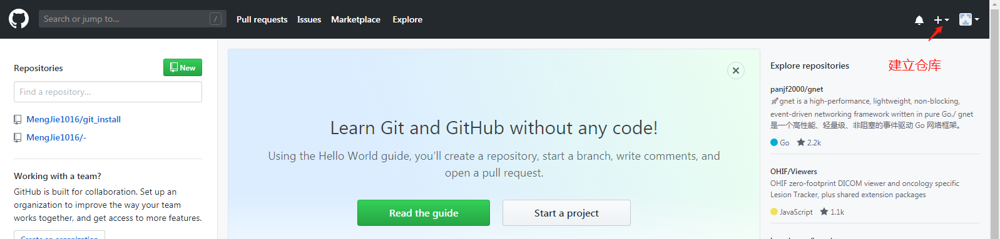 Search or jump to...
/
Pull requests
Issues
Marketplace
Explore
Repositories
New
Find a repository...
MengJie1016/git_install
MengJie1016/-
Working with a team?
GitHub is built for collaboration. Set up an
organization to improve the way your team
works together, and get access to more features.
Create an organization
Learn Git and GitHub without any code!
Using the Hello World guide, you’ll create a repository, start a branch, write comments, and
open a pull request.
Read the guide
Start a project
Explore repositories
建立仓库
panjf2000/gnet
🚀gnet is a high-performance, lightweight, non-blocking,
event-driven networking framework written in pure Go./ gnet
是一个高性能、轻量级、非阻塞的事件驱动 Go 网络框架。
Go
2.2k
OHIF/Viewers
OHIF zero-footprint DICOM viewer and oncology specific
Lesion Tracker, plus shared extension packages
JavaScript
1.1k